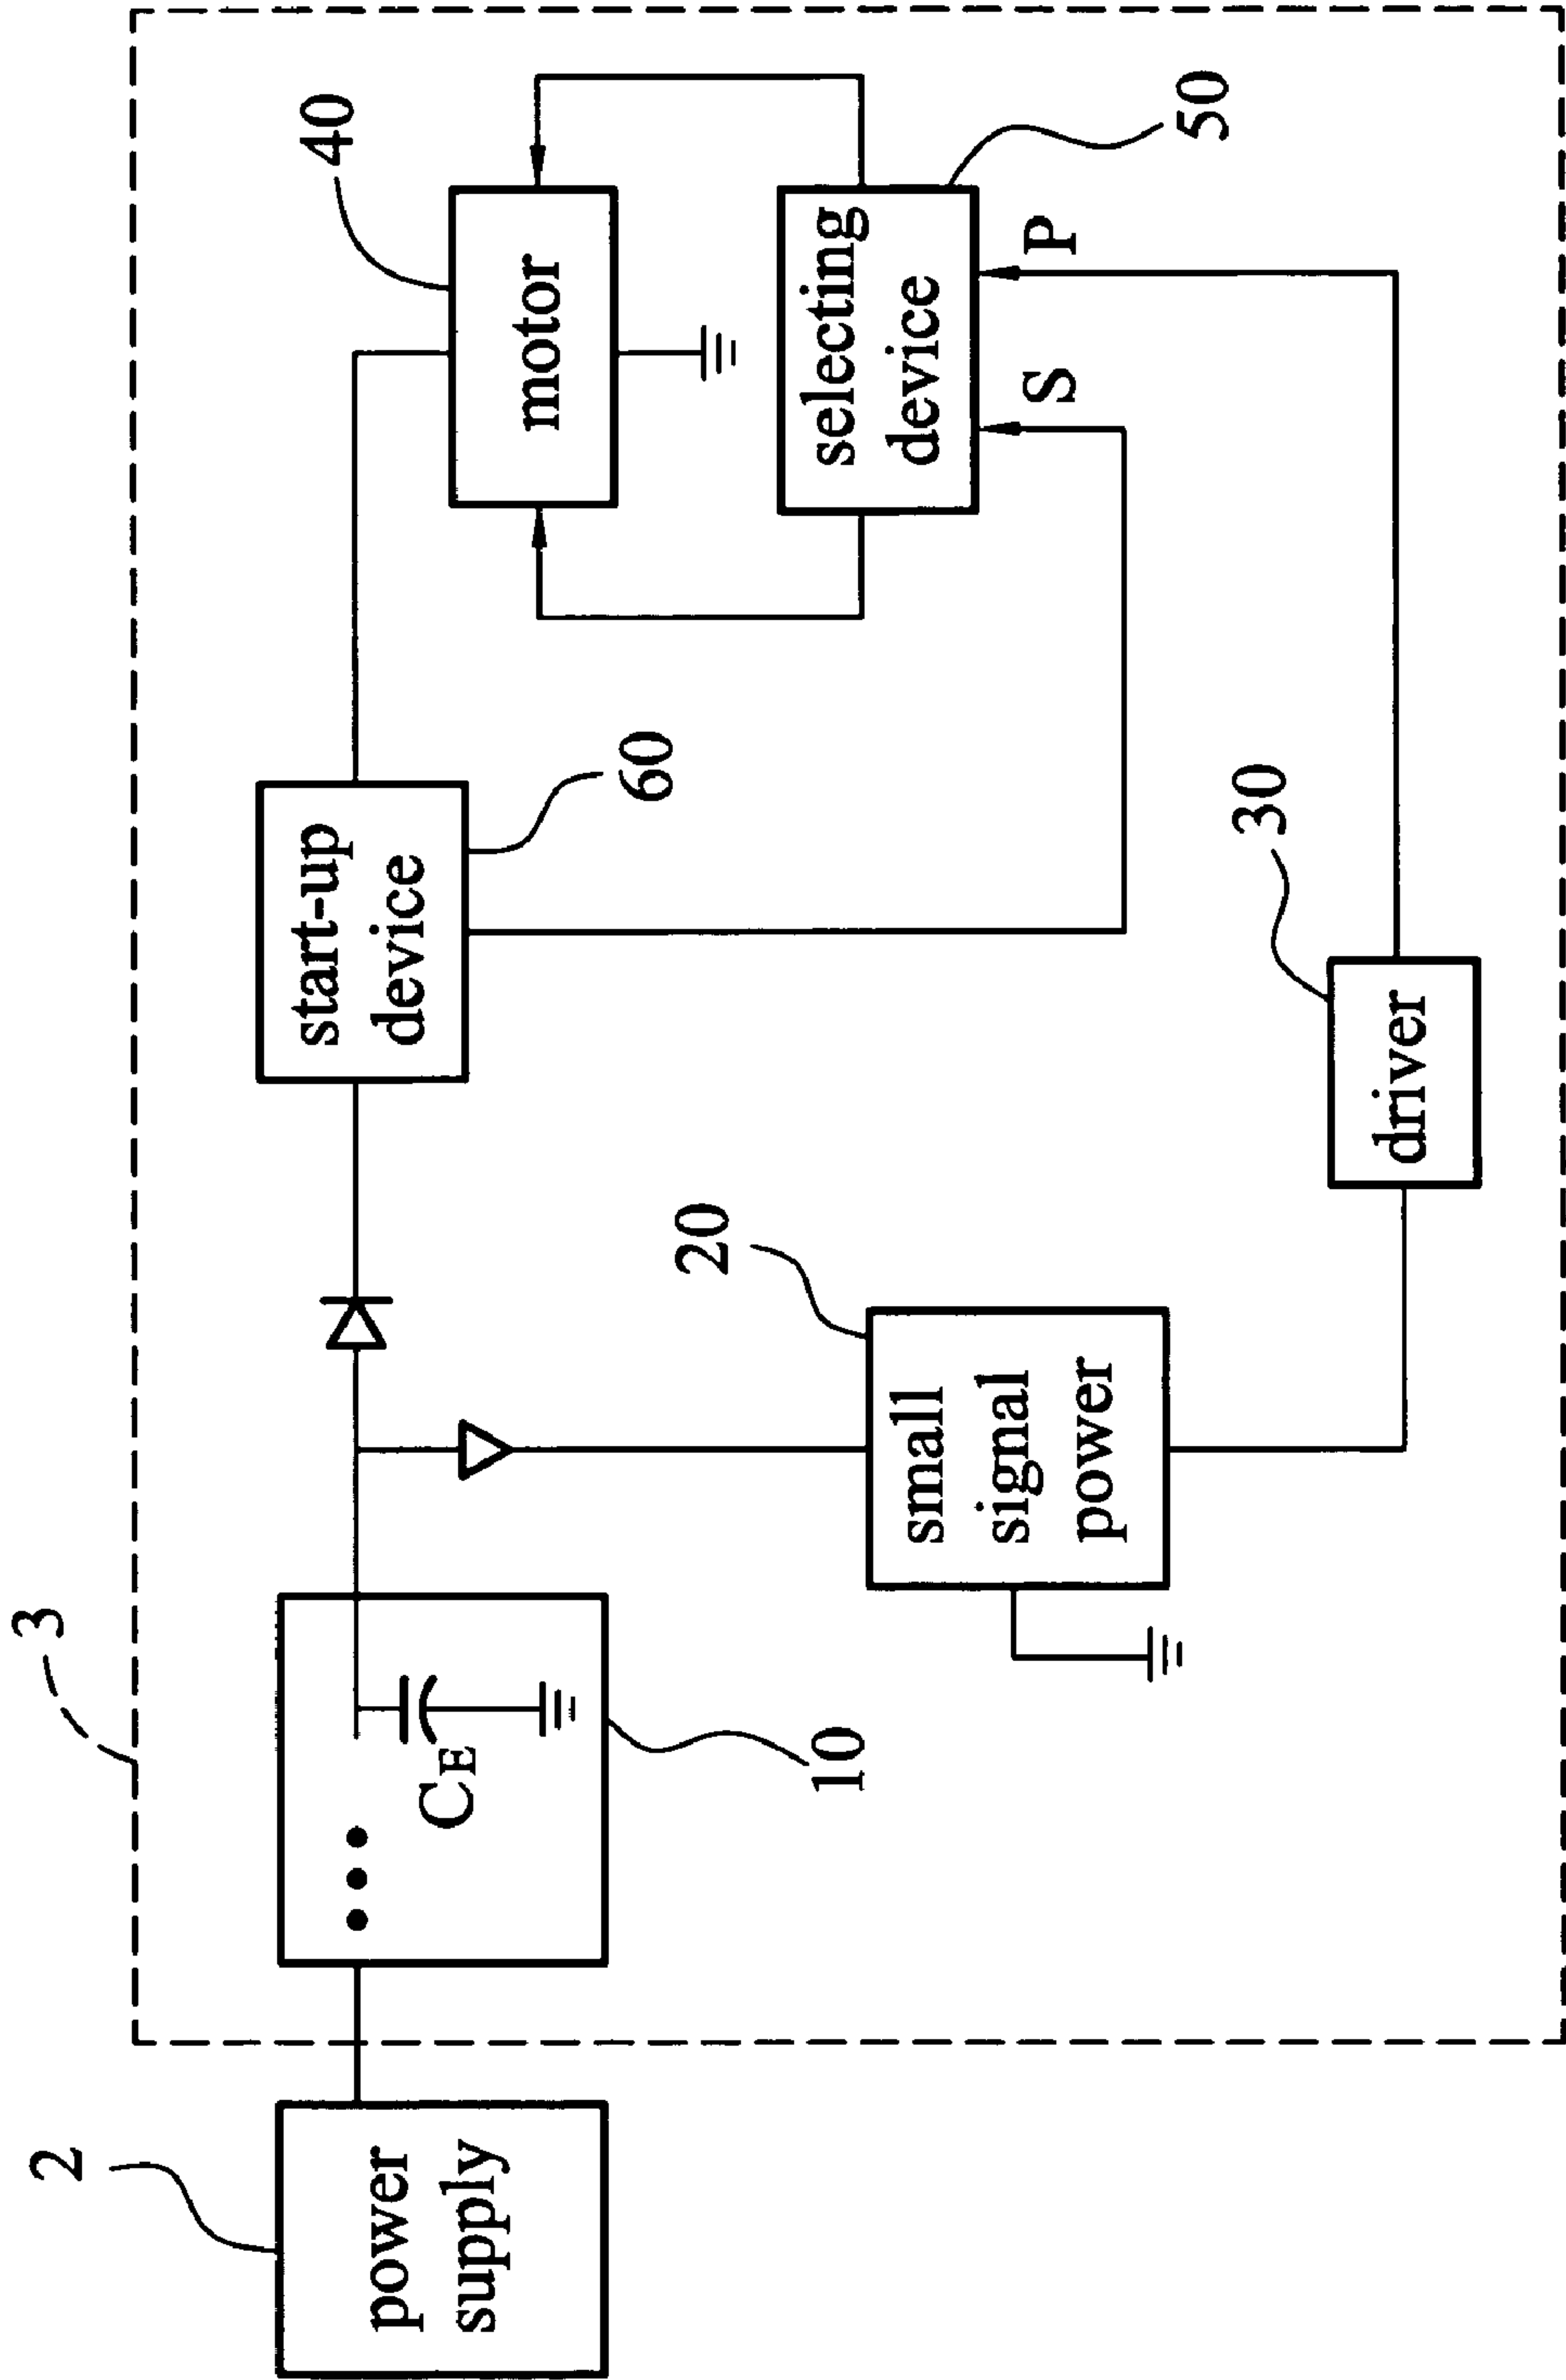 3
2
power
supply
CE
10
start-up
device
60
40
motor
selecting
device
50
S
P
20
small
signal
power
30
driver